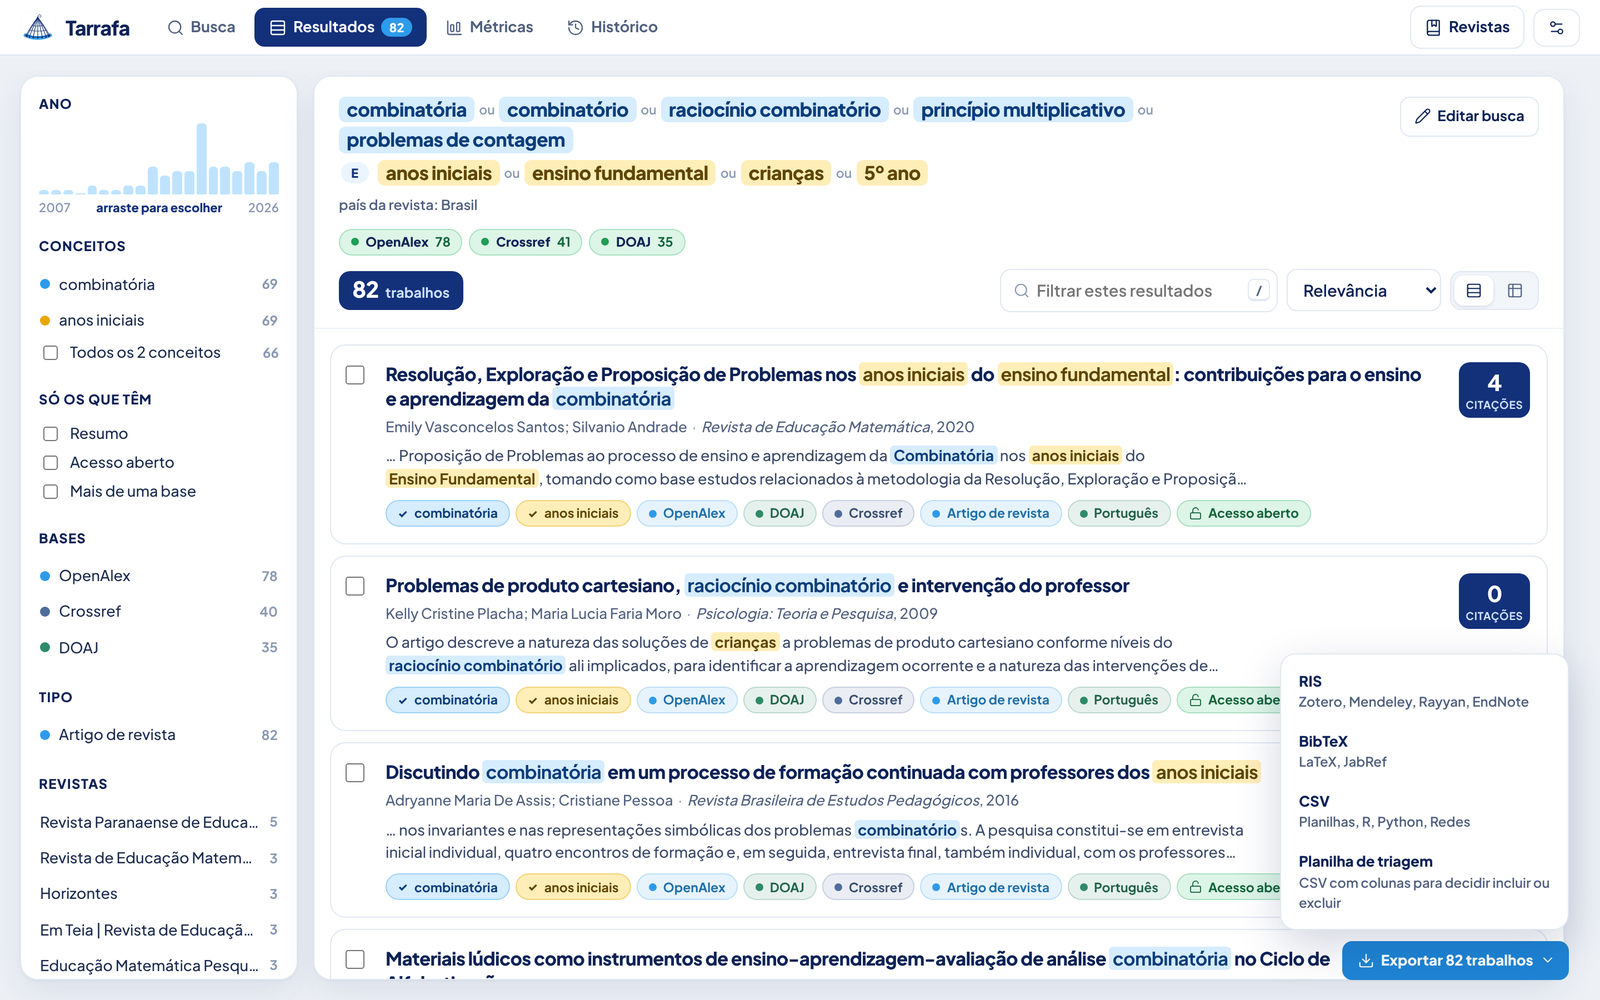 Tarrafa
Busca
Resultados 82
Métricas
Histórico
Revistas
ANO
2007 arraste para escolher 2026
CONCEITOS
combinatória 69
anos iniciais 69
Todos os 2 conceitos 66
SÓ OS QUE TÊM
Resumo
Acesso aberto
Mais de uma base
BASES
OpenAlex 78
Crossref 40
DOAJ 35
TIPO
Artigo de revista 82
REVISTAS
Revista Paranaense de Educa... 5
Revista de Educação Matem... 3
Horizontes 3
Em Teia | Revista de Educaçã... 3
Educação Matemática Pesqu... 3
combinatória ou combinatório ou raciocínio combinatório ou princípio multiplicativo ou
problemas de contagem
E anos iniciais ou ensino fundamental ou crianças ou 5º ano
país da revista: Brasil
OpenAlex 78 Crossref 41 DOAJ 35
Editar busca
82 trabalhos
Filtrar estes resultados /
Relevância
Resolução, Exploração e Proposição de Problemas nos anos iniciais do ensino fundamental: contribuições para o ensino
e aprendizagem da combinatória
4
CITAÇÕES
Emily Vasconcelos Santos; Silvanio Andrade · Revista de Educação Matemática, 2020
... Proposição de Problemas ao processo de ensino e aprendizagem da Combinatória nos anos iniciais do
Ensino Fundamental, tomando como base estudos relacionados à metodologia da Resolução, Exploração e Proposiçã...
combinatória anos iniciais OpenAlex DOAJ Crossref Artigo de revista Português Acesso aberto
Problemas de produto cartesiano, raciocínio combinatório e intervenção do professor
0
CITAÇÕES
Kelly Cristine Placha; Maria Lucia Faria Moro · Psicologia: Teoria e Pesquisa, 2009
O artigo descreve a natureza das soluções de crianças a problemas de produto cartesiano conforme níveis do
raciocínio combinatório ali implicados, para identificar a aprendizagem ocorrente e a natureza das intervenções de...
combinatória anos iniciais OpenAlex DOAJ Crossref Artigo de revista Português Acesso abe
Discutindo combinatória em um processo de formação continuada com professores dos anos iniciais
Adryanne Maria De Assis; Cristiane Pessoa · Revista Brasileira de Estudos Pedagógicos, 2016
... nos invariantes e nas representações simbólicas dos problemas combinatórios. A pesquisa constitui-se em entrevista
inicial individual, quatro encontros de formação e, em seguida, entrevista final, também individual, com os professores...
combinatória anos iniciais OpenAlex DOAJ Crossref Artigo de revista Português Acesso abe
Materiais lúdicos como instrumentos de ensino-aprendizagem-avaliação de análise combinatória no Ciclo de
RIS
Zotero, Mendeley, Rayyan, EndNote
BibTeX
LaTeX, JabRef
CSV
Planilhas, R, Python, Redes
Planilha de triagem
CSV com colunas para decidir incluir ou
excluir
Exportar 82 trabalhos